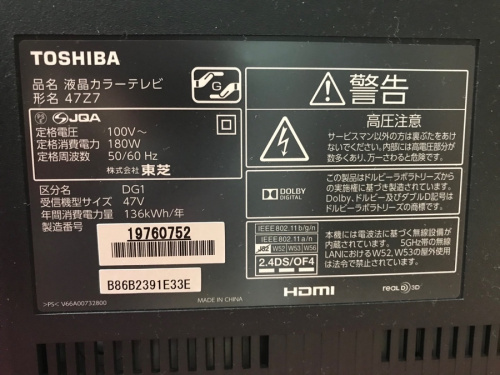 TOSHIBA
品名 液晶カラーテレビ
形名 47Z7
JQA
定格電圧 100V～
定格消費電力 180W
定格周波数 50/60 Hz
株式会社 東芝
区分名 DG1
受信機型サイズ 47V
年間消費電力量 136kWh/年
製造番号
19760752
B86B2391E33E
>PS< V66A00732800
MADE IN CHINA
G
警告
高圧注意
サービスマン以外の方は裏ぶたをあけ
ないでください。内部には高電圧部分が
数多くあり、万一さわると危険です。
DOLBY
DIGITAL
この製品はドルビーラボラトリーズから
の実施権に基づき製造されています。
Dolby、ドルビー及びダブルD記号はド
ルビーラボラトリーズの商標です。
IEEE802.11b/g/n
IEEE802.11a/n
W52 W53 W56
2.4DS/OF4
本機には電波法に基づく無線設備が
内蔵されています。 5GHz帯の無線
LANにおけるW52, W53の屋外使用
は法令で禁止されています。
HDMI
REALD 3D